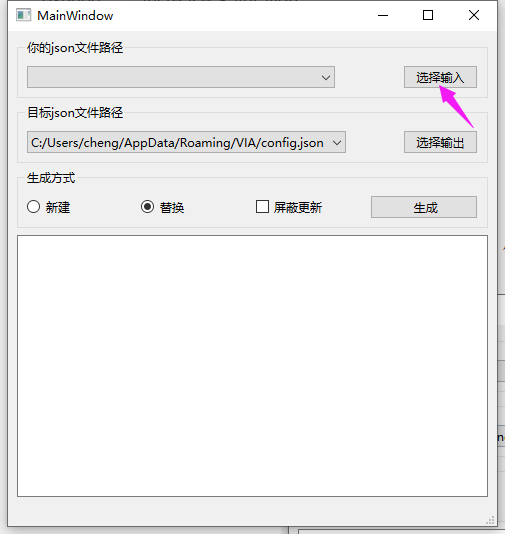 MainWindow
你的json文件路径
选择输入
目标json文件路径
C:/Users/cheng/AppData/Roaming/VIA/config.json
选择输出
生成方式
新建
替换
屏蔽更新
生成